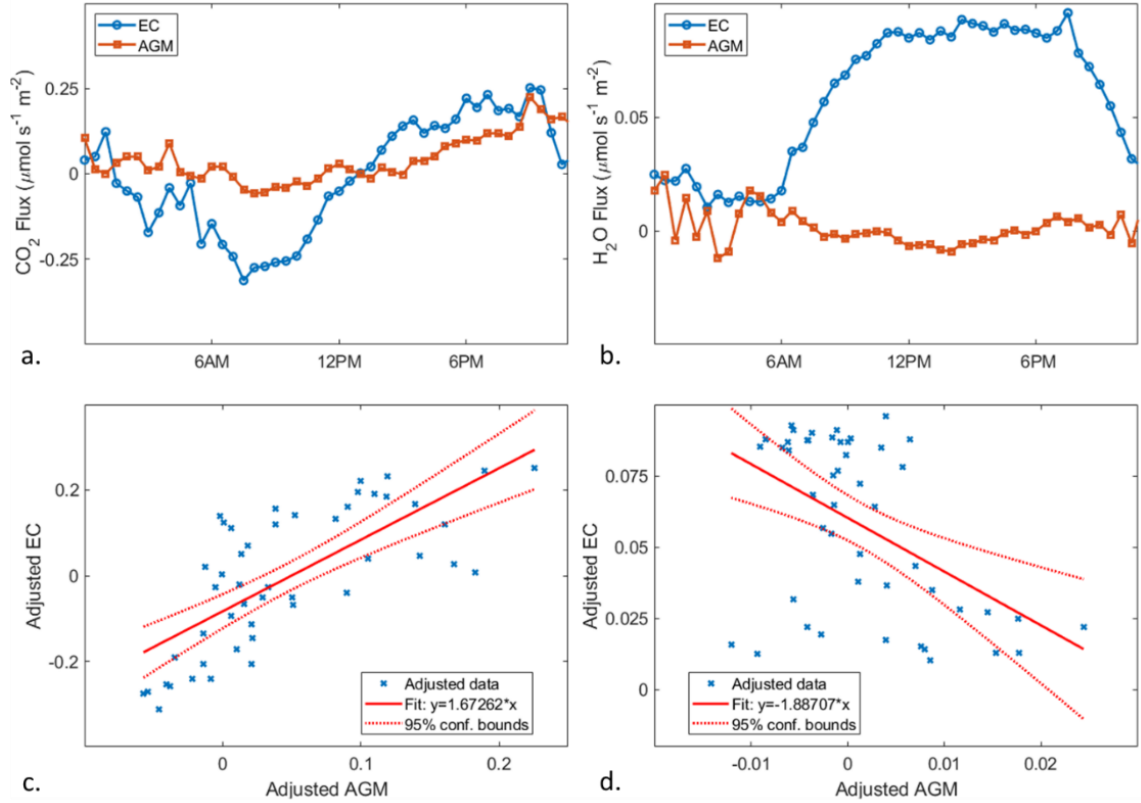 EC
AGM
CO2 Flux (μmol s-1 m-2)
0.25
0
-0.25
6AM
12PM
6PM
a.
EC
AGM
H2O Flux (μmol s-1 m-2)
0.05
0
6AM
12PM
6PM
b.
Adjusted EC
0.2
0
-0.2
Adjusted data
Fit: y=1.67262*x
95% conf. bounds
0
0.1
0.2
Adjusted AGM
c.
Adjusted EC
0.075
0.05
0.025
0
Adjusted data
Fit: y=-1.88707*x
95% conf. bounds
-0.01
0
0.01
0.02
Adjusted AGM
d.